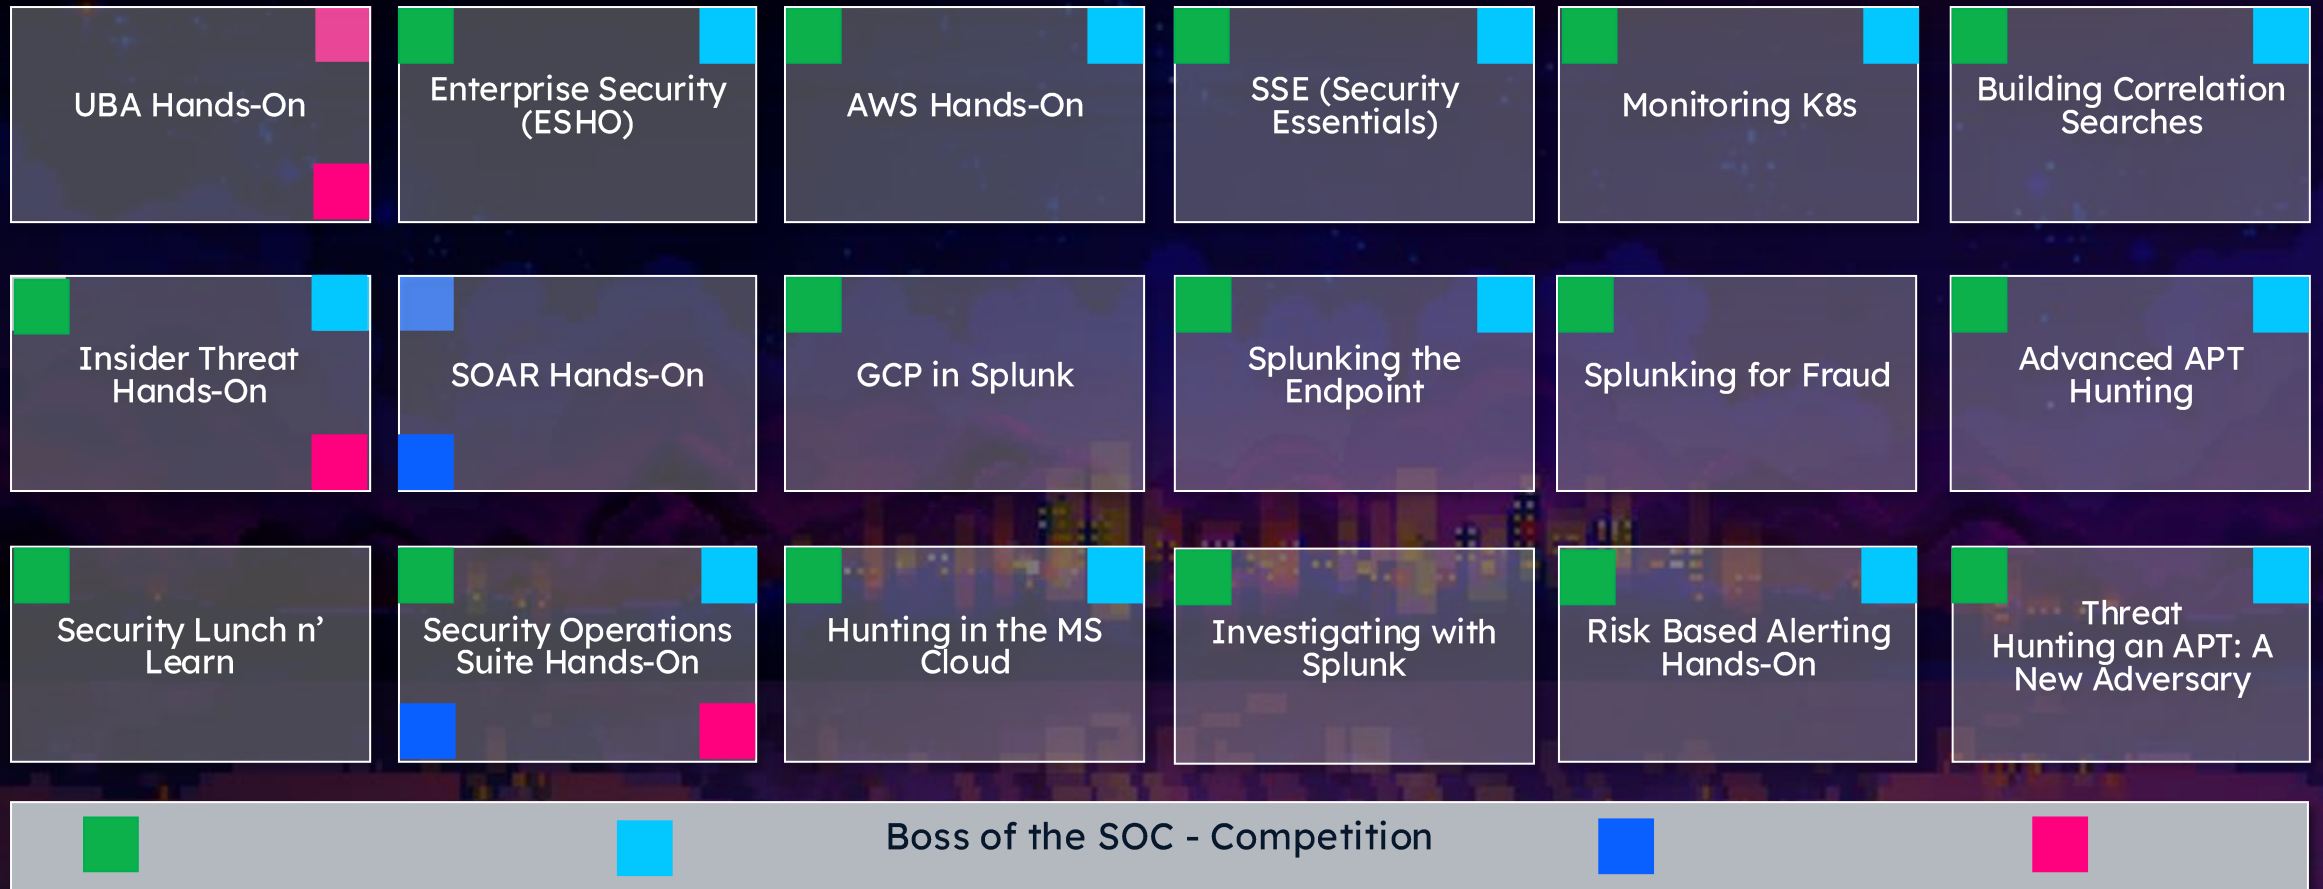 UBA Hands-On
Enterprise Security
(ESHO)
AWS Hands-On
SSE (Security
Essentials)
Monitoring K8s
Building Correlation
Searches
Insider Threat
Hands-On
SOAR Hands-On
GCP in Splunk
Splunking the
Endpoint
Splunking for Fraud
Advanced APT
Hunting
Security Lunch n’
Learn
Security Operations
Suite Hands-On
Hunting in the MS
Cloud
Investigating with
Splunk
Risk Based Alerting
Hands-On
Threat
Hunting an APT: A
New Adversary
Boss of the SOC - Competition